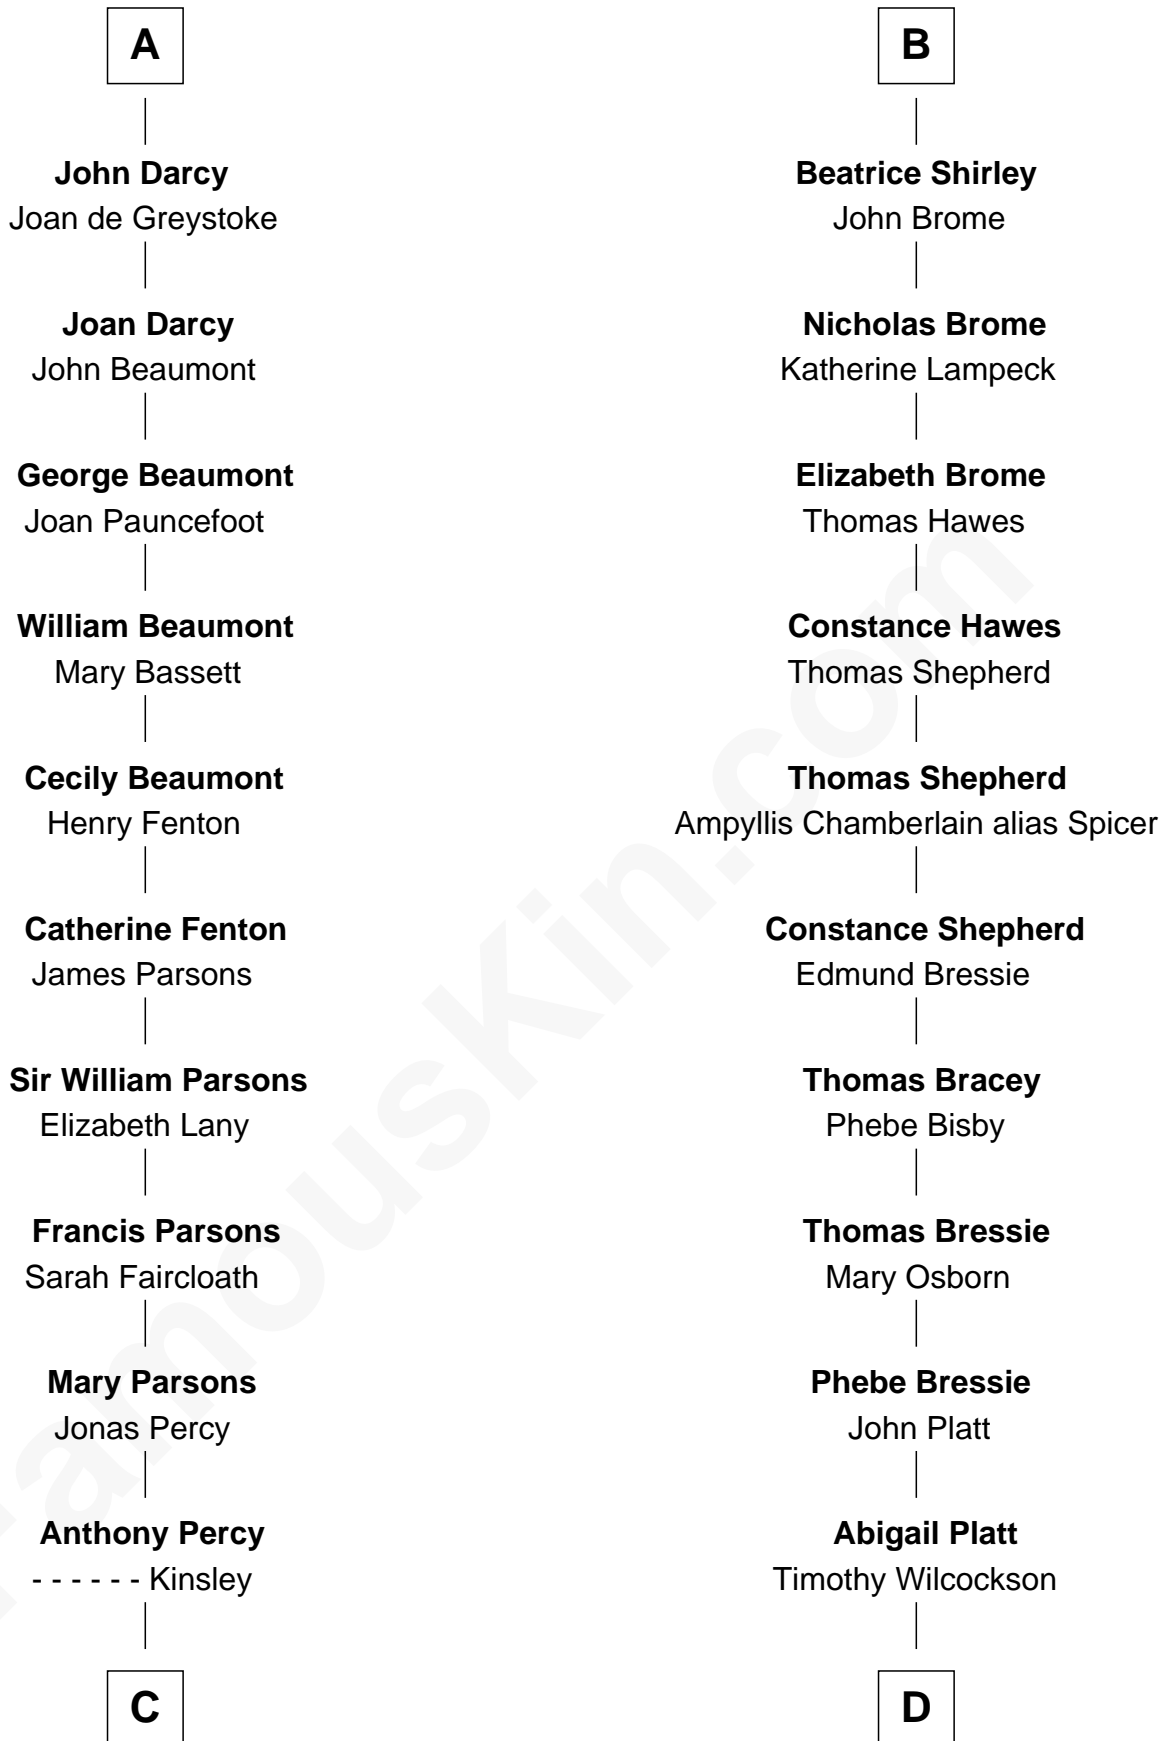 A
John Darcy
Joan de Greystoke
Joan Darcy
John Beaumont
George Beaumont
Joan Pauncefoot
William Beaumont
Mary Bassett
Cecily Beaumont
Henry Fenton
Catherine Fenton
James Parsons
Sir William Parsons
Elizabeth Lany
Francis Parsons
Sarah Faircloath
Mary Parsons
Jonas Percy
Anthony Percy
- - - - - - Kinsley
C
B
Beatrice Shirley
John Brome
Nicholas Brome
Katherine Lampeck
Elizabeth Brome
Thomas Hawes
Constance Hawes
Thomas Shepherd
Thomas Shepherd
Ampyllis Chamberlain alias Spicer
Constance Shepherd
Edmund Bressie
Thomas Bracey
Phebe Bisby
Thomas Bressie
Mary Osborn
Phebe Bressie
John Platt
Abigail Platt
Timothy Wilcockson
D
FamousKin.com